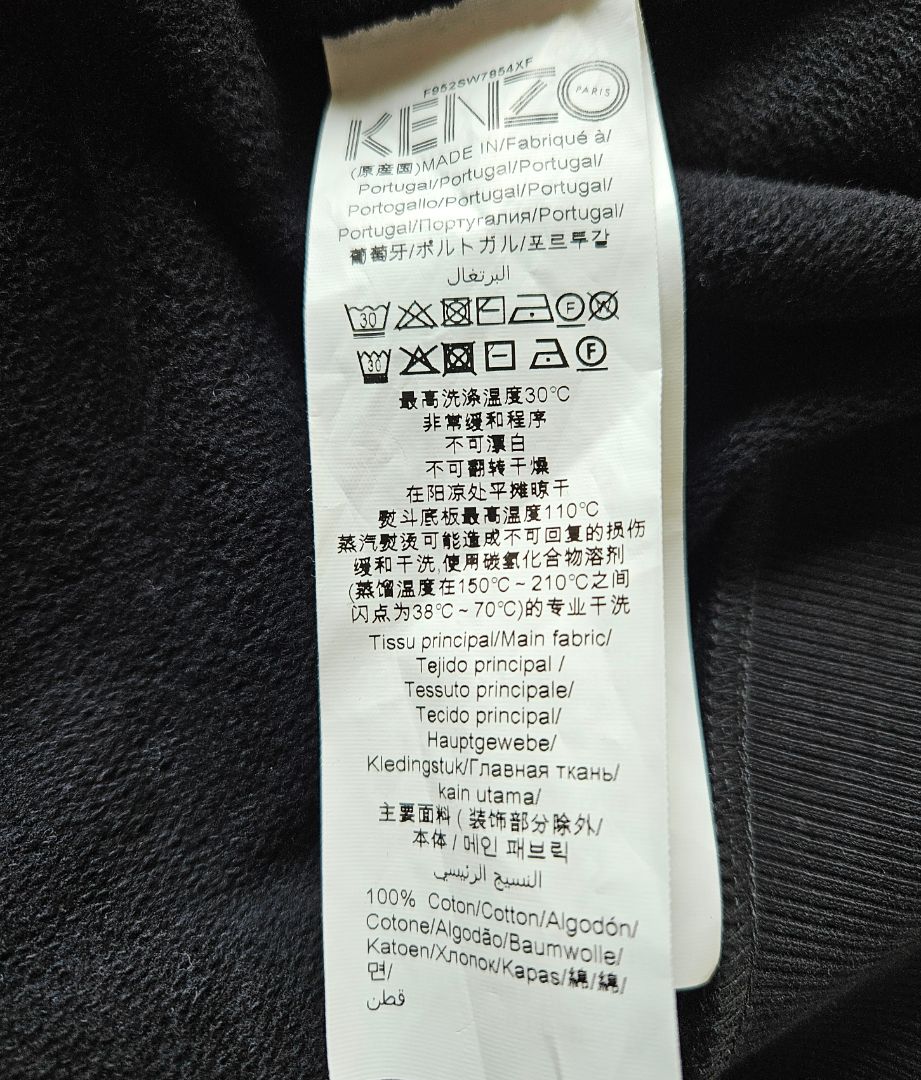 F952SW7854XF
KENZO
PARIS
(原産国)MADE IN/Fabriqué à/
Portugal/Portugal/Portugal/
Portogallo/Portugal/Portugal/
Portugal/Португалия/Portugal/
葡萄牙/ポルトガル/포르투갈
البرتغال
30
30 F
最高洗涤温度30°C
非常缓和程序
不可漂白
不可翻转干燥
在阳凉处平摊晾干
熨斗底板最高温度110°C
蒸汽熨烫可能造成不可回复的损伤
缓和干洗,使用碳氢化合物溶剂
(蒸馏温度在150°C~210°C之间
闪点为38°C~70°C)的专业干洗
Tissu principal/Main fabric/
Tejido principal /
Tessuto principale/
Tecido principal/
Hauptgewebe/
Kledingstuk/Главная ткань/
kain utama/
主要面料 ( 装饰部分除外/
本体 / 메인 패브릭
النسيج الرئيسي
100% Coton/Cotton/Algodón/
Cotone/Algodão/Baumwolle/
Katoen/Хлопок/Kapas/綿/綿/
면/
قطن